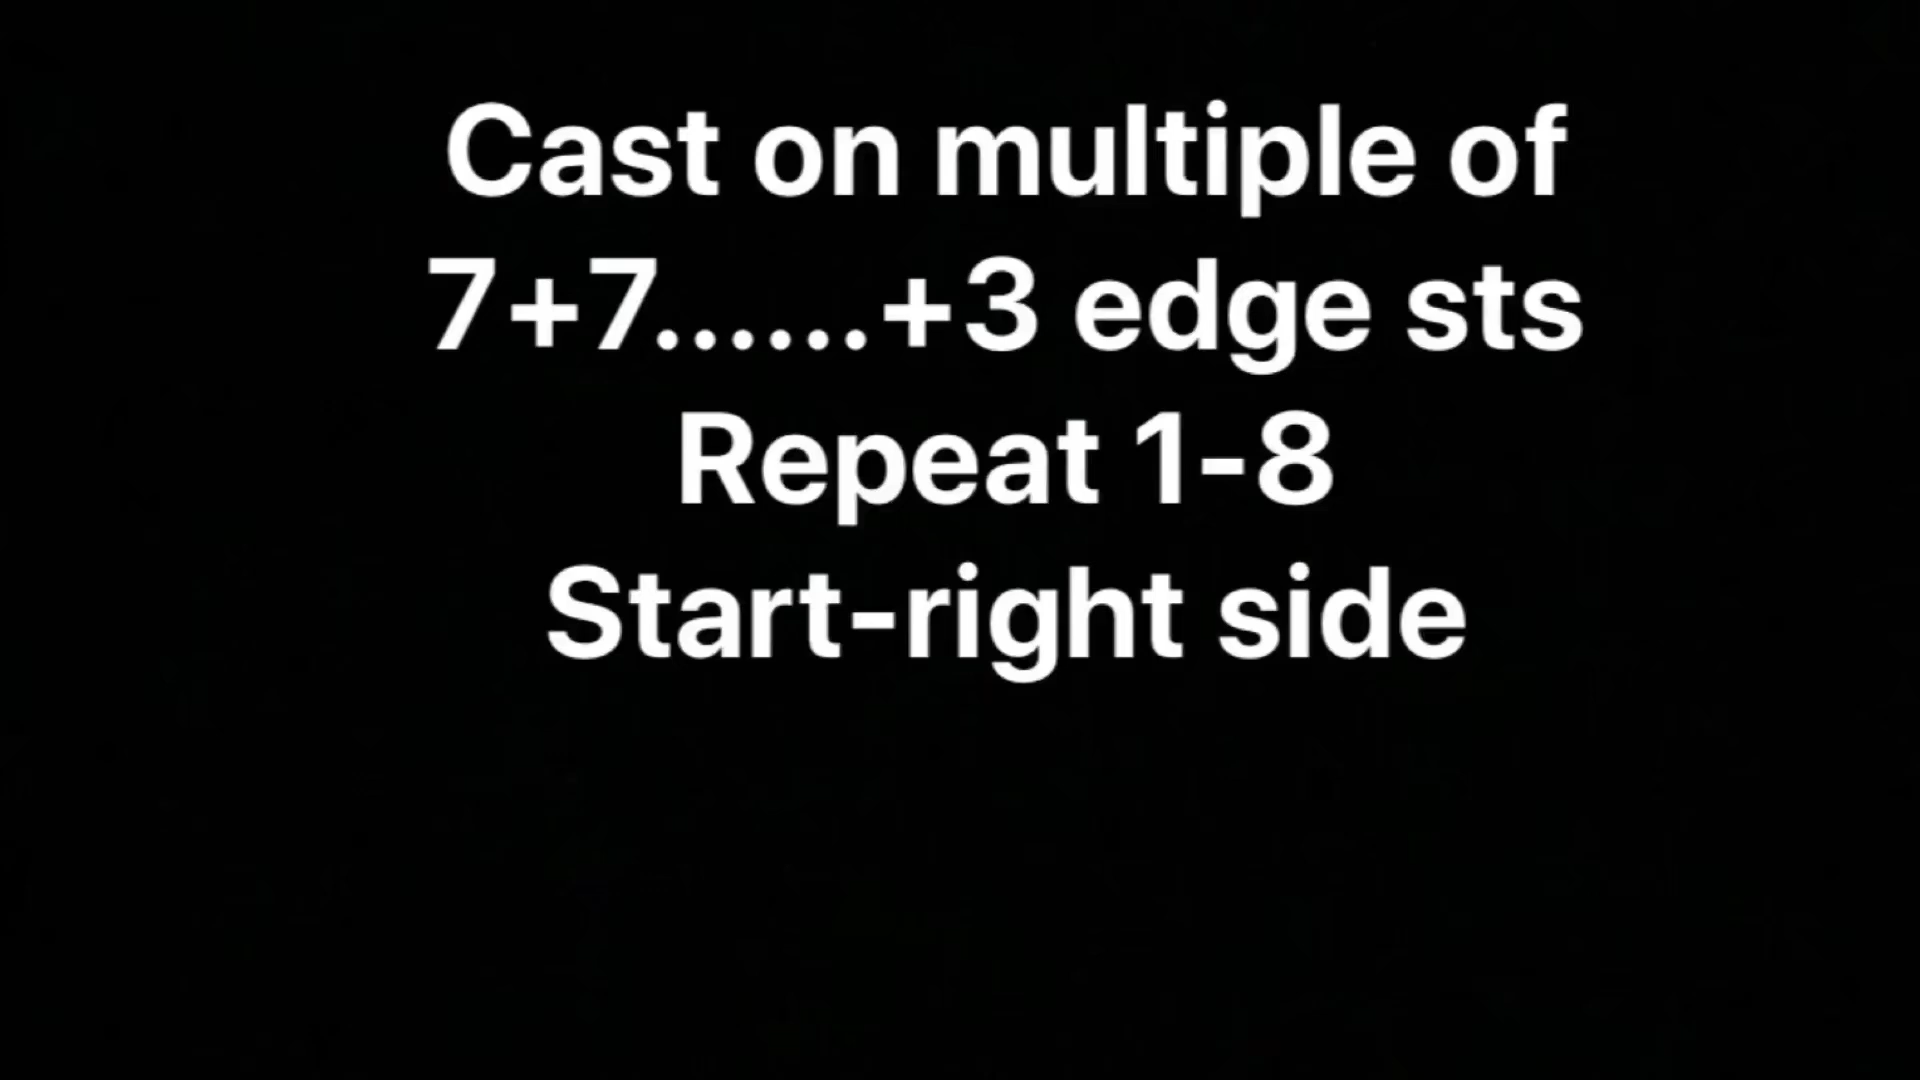 Cast on multiple of
7+7......+3 edge sts
Repeat 1-8
Start-right side